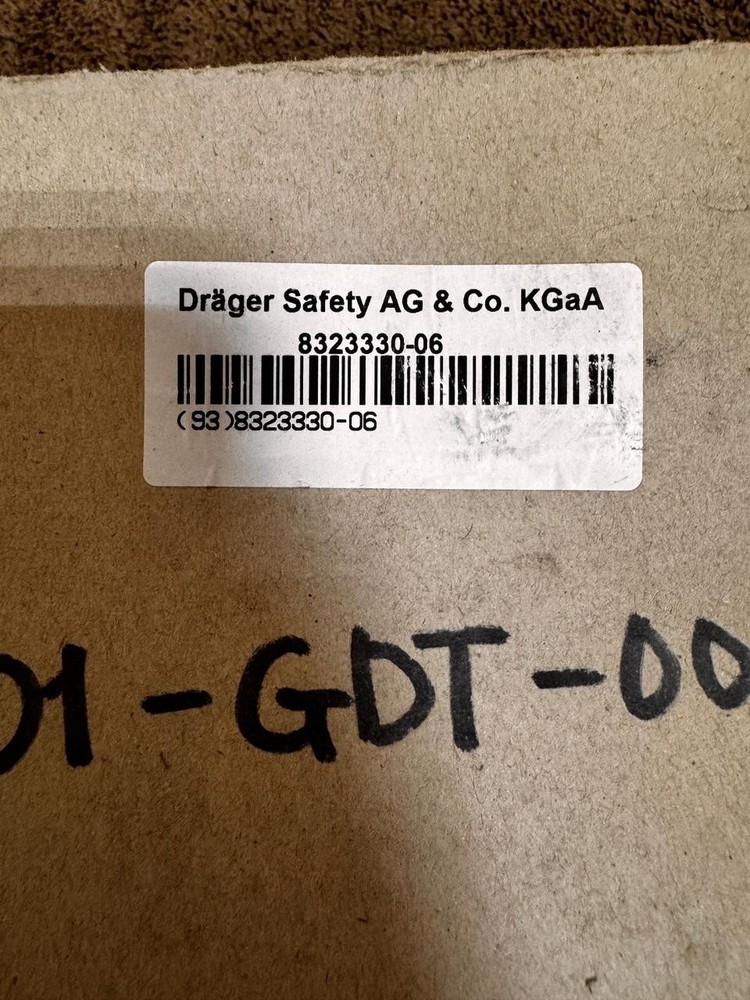 Dräger Safety AG & Co. KGaA
8323330-06
(93)8323330-06
01-GDT-00